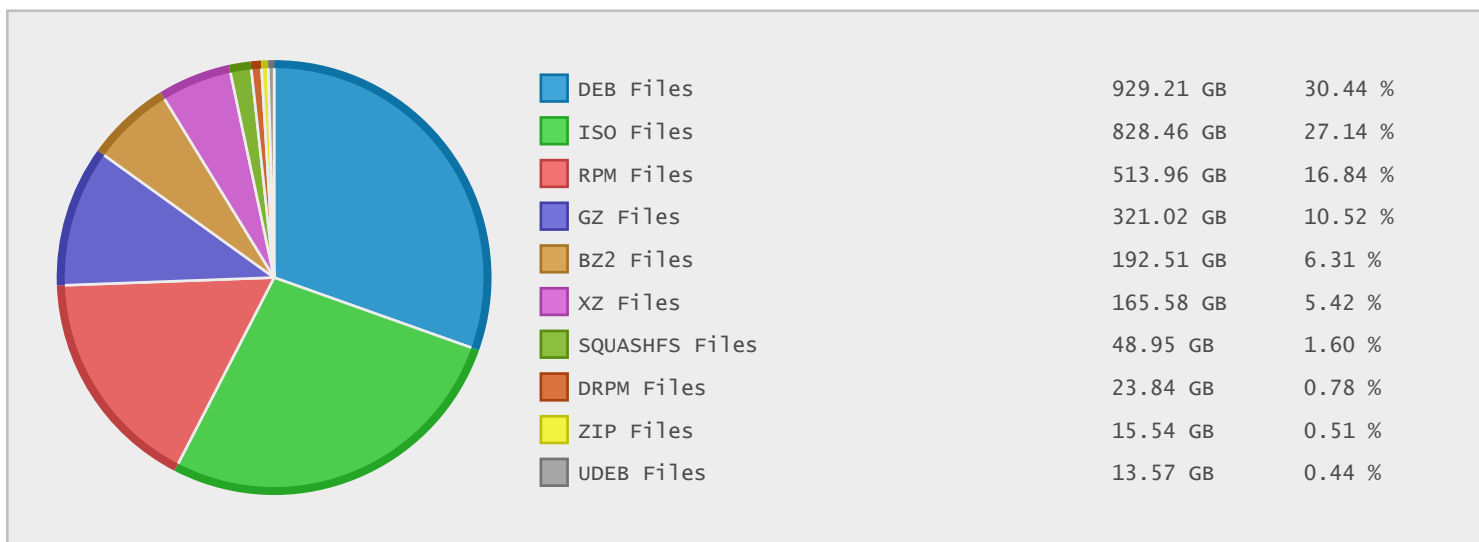 DEB Files 929.21 GB 30.44 %
ISO Files 828.46 GB 27.14 %
RPM Files 513.96 GB 16.84 %
GZ Files 321.02 GB 10.52 %
BZ2 Files 192.51 GB 6.31 %
XZ Files 165.58 GB 5.42 %
SQUASHFS Files 48.95 GB 1.60 %
DRPM Files 23.84 GB 0.78 %
ZIP Files 15.54 GB 0.51 %
UDEB Files 13.57 GB 0.44 %